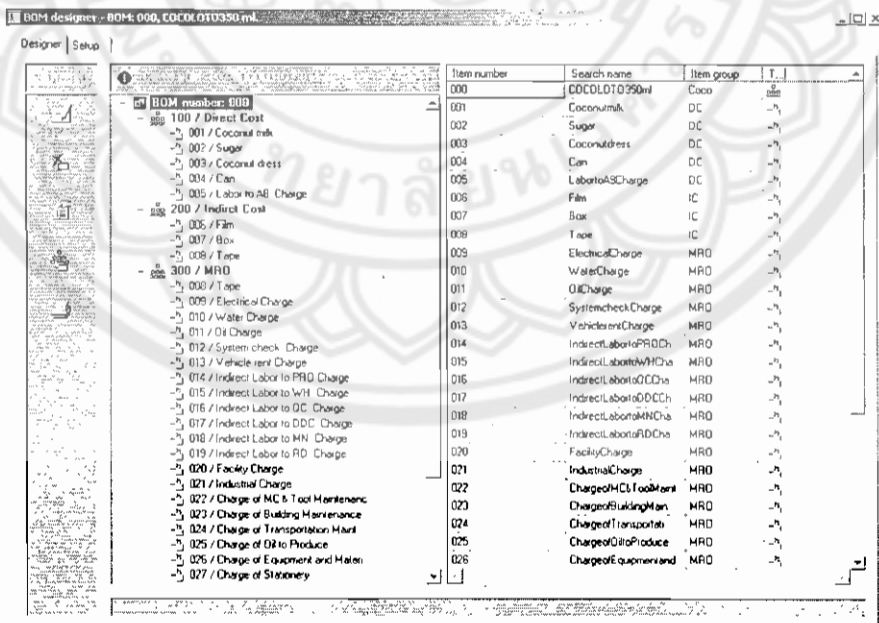 BOM designer - BOM: 000, COCOLOTO350 ml.
Designer Setup
BOM number: 000
100 / Direct Cost
001 / Coconut milk
002 / Sugar
003 / Coconut dress
004 / Can
005 / Labor to AB Charge
200 / Indirct Cost
006 / Film
007 / Box
008 / Tape
300 / MRO
008 / Tape
009 / Electrical Charge
010 / Water Charge
011 / Oil Charge
012 / System check Charge
013 / Vehicle rent Charge
014 / Indirect Labor to PRO Charge
015 / Indirect Labor to WH Charge
016 / Indirect Labor to QC Charge
017 / Indirect Labor to DDC Charge
018 / Indirect Labor to MN Charge
019 / Indirect Labor to RD Charge
020 / Facility Charge
021 / Industrial Charge
022 / Charge of MC & Tool Maintenanc
023 / Charge of Building Maintenance
024 / Charge of Transportation Maint
025 / Charge of Oil to Produce
026 / Charge of Equipment and Materi
027 / Charge of Stationery
Item number Search name Item group T...
000 COCOLOTO350ml Coco
001 Coconutmilk DC
002 Sugar DC
003 Coconutdress DC
004 Can DC
005 LabortoABCharge DC
006 Film IC
007 Box IC
008 Tape IC
009 ElectricalCharge MRO
010 WaterCharge MRO
011 OilCharge MRO
012 SystemcheckCharge MRO
013 VehiclerentCharge MRO
014 IndirectLabortoPROCh MRO
015 IndirectLabortoWHCha MRO
016 IndirectLabortoQCCha MRO
017 IndirectLabortoDDCCh MRO
018 IndirectLabortoMNCha MRO
019 IndirectLabortoRDCha MRO
020 FacilityCharge MRO
021 IndustrialCharge MRO
022 ChargeofMC&ToolMaint MRO
023 ChargeofBuildingMain MRO
024 ChargeofTransportati MRO
025 ChargeofOiltoProduce MRO
026 ChargeofEquipmentand MRO